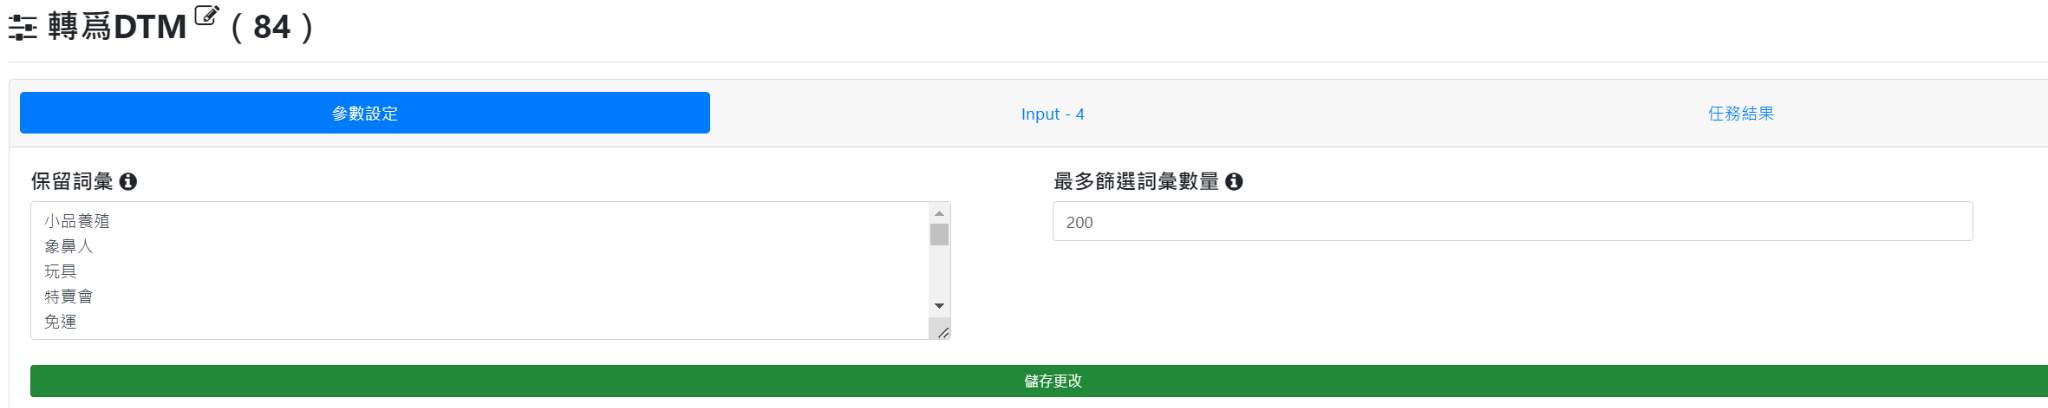 轉爲DTM（84）
參數設定
Input - 4
任務結果
保留詞彙
最多篩選詞彙數量
小品養殖
象鼻人
玩具
特賣會
免運
200
儲存更改